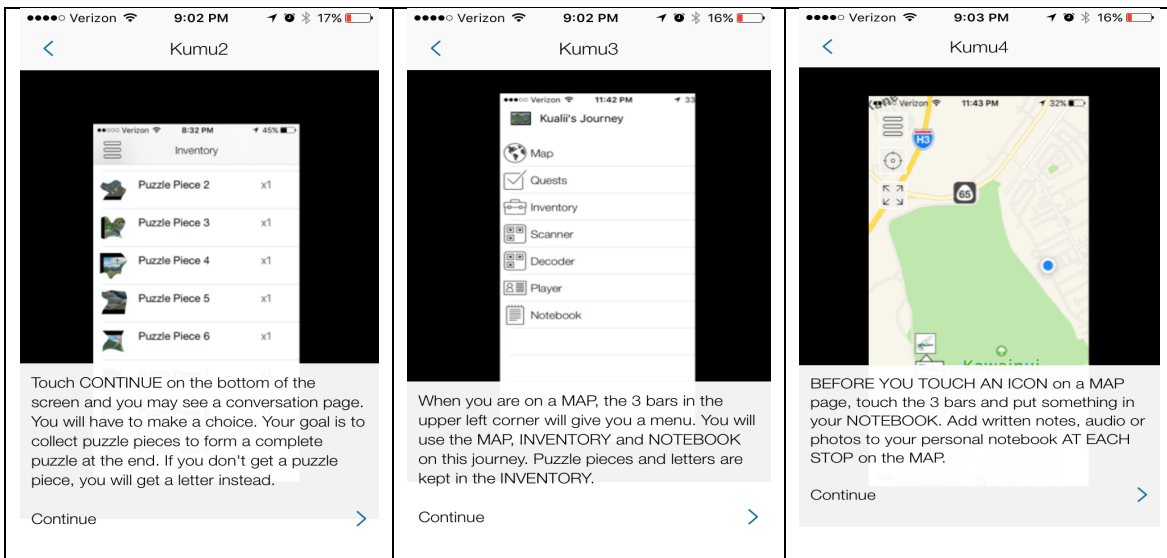 Verizon 9:02 PM 17%
Kumu2
Verizon 8:32 PM 45%
Inventory
Puzzle Piece 2 x1
Puzzle Piece 3 x1
Puzzle Piece 4 x1
Puzzle Piece 5 x1
Puzzle Piece 6 x1
Touch CONTINUE on the bottom of the
screen and you may see a conversation page.
You will have to make a choice. Your goal is to
collect puzzle pieces to form a complete
puzzle at the end. If you don't get a puzzle
piece, you will get a letter instead.
Continue
Verizon 9:02 PM 16%
Kumu3
Verizon 11:42 PM 33
Kualii's Journey
Map
Quests
Inventory
Scanner
Decoder
Player
Notebook
When you are on a MAP, the 3 bars in the
upper left corner will give you a menu. You will
use the MAP, INVENTORY and NOTEBOOK
on this journey. Puzzle pieces and letters are
kept in the INVENTORY.
Continue
Verizon 9:03 PM 16%
Kumu4
Verizon 11:43 PM 32%
H3
65
BEFORE YOU TOUCH AN ICON on a MAP
page, touch the 3 bars and put something in
your NOTEBOOK. Add written notes, audio or
photos to your personal notebook AT EACH
STOP on the MAP.
Continue